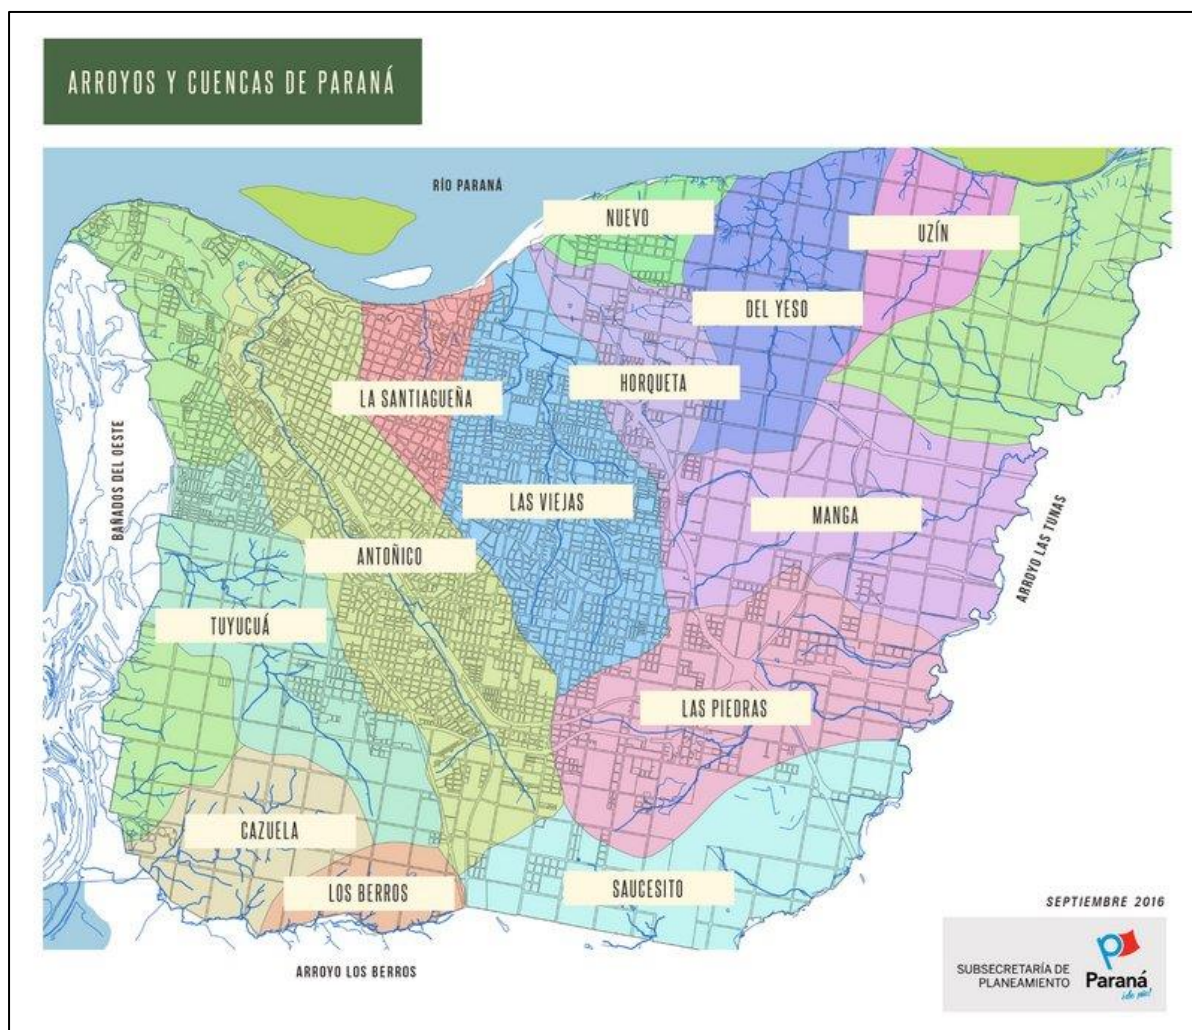 ARROYOS Y CUENCAS DE PARANÁ
RÍO PARANÁ
NUEVO
UZÍN
DEL YESO
HORQUETA
LA SANTIAGUEÑA
BAÑADOS DEL OESTE
LAS VIEJAS
MANGA
ARROYO LAS TUNAS
ANTOÑICO
TUYUCUÁ
LAS PIEDRAS
CAZUELA
LOS BERROS
SAUCESITO
ARROYO LOS BERROS
SEPTIEMBRE 2016
SUBSECRETARÍA DE
PLANEAMIENTO
Paraná
¡de pie!